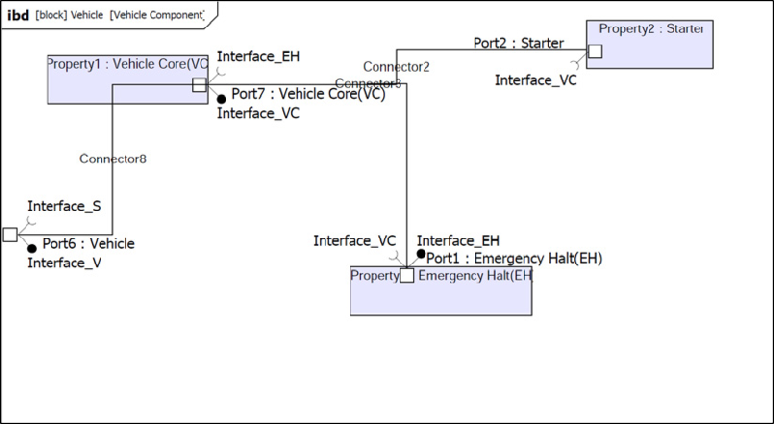 ibd [block] Vehicle [Vehicle Component]
Property2 : Starter
Port2 : Starter
Interface_VC
Interface_EH
Property1 : Vehicle Core(VC
Connector2
Port7 : Vehicle Core(VC)
Interface_VC
Connector8
Interface_S
Port6 : Vehicle
Interface_V
Interface_VC
Interface_EH
Port1 : Emergency Halt(EH)
Property Emergency Halt(EH